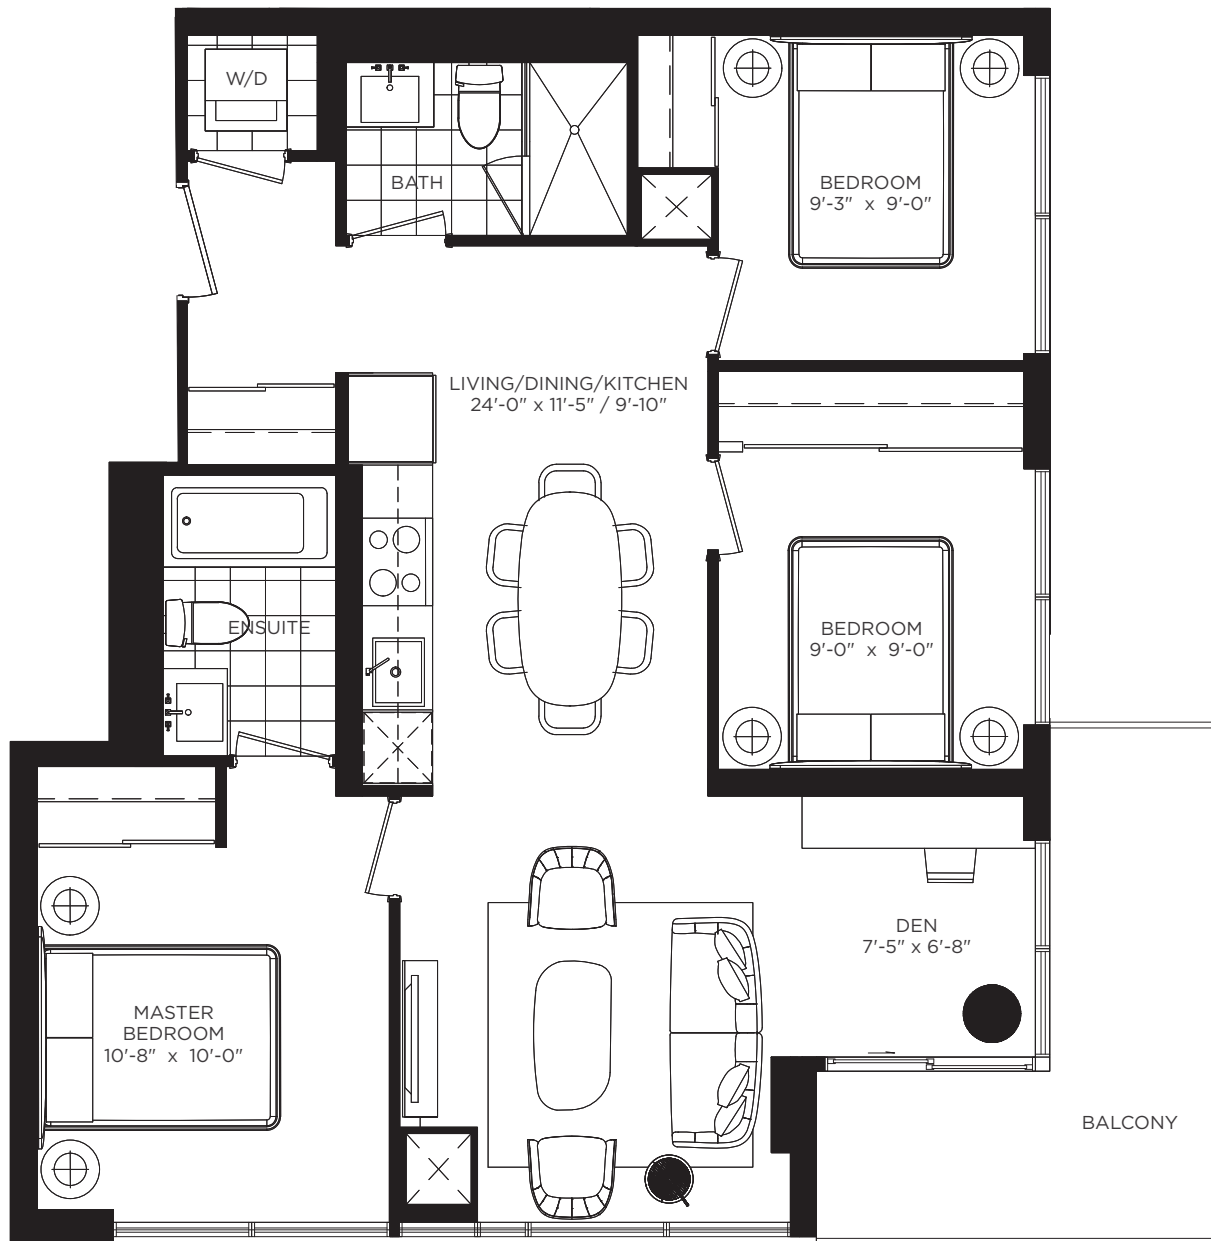 W/D
BATH
BEDROOM
9'-3" x 9'-0"
LIVING/DINING/KITCHEN
24'-0" x 11'-5" / 9'-10"
ENSUITE
BEDROOM
9'-0" x 9'-0"
DEN
7'-5" x 6'-8"
MASTER
BEDROOM
10'-8" x 10'-0"
BALCONY